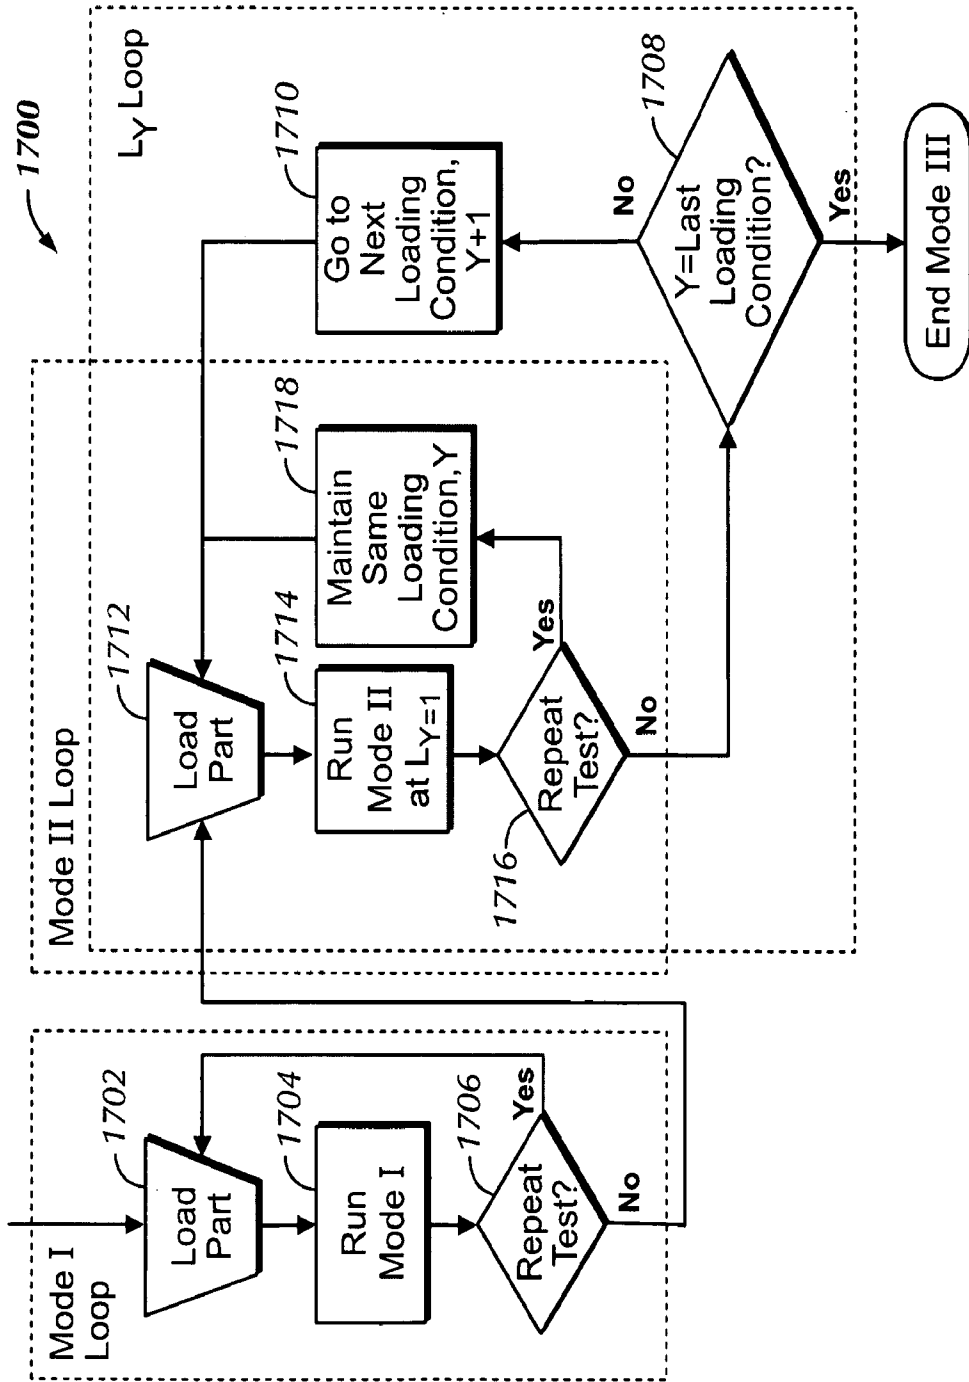 1700
Mode I
Loop
1702
Load
Part
1704
Run
Mode I
1706
Repeat
Test?
Yes
No
Mode II Loop
1712
Load
Part
1714
Run
Mode II
at LY=1
1716
Repeat
Test?
Yes
No
1718
Maintain
Same
Loading
Condition, Y
LY Loop
1710
Go to
Next
Loading
Condition,
Y+1
No
1708
Y=Last
Loading
Condition?
Yes
End Mode III